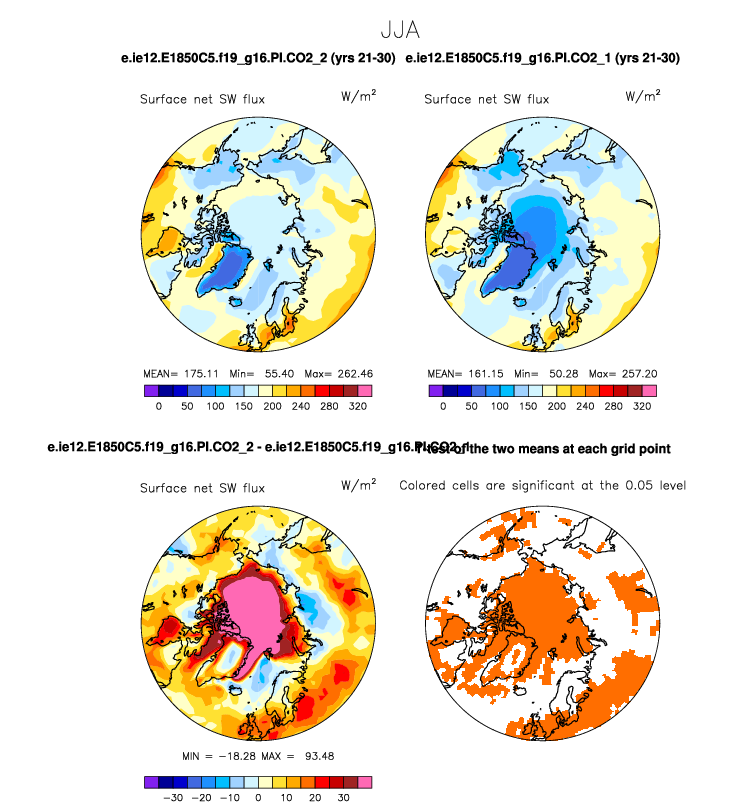 JJA
e.ie12.E1850C5.f19_g16.PI.CO2_2 (yrs 21-30) e.ie12.E1850C5.f19_g16.PI.CO2_1 (yrs 21-30)
Surface net SW flux W/m² Surface net SW flux W/m²
MEAN= 175.11 Min= 55.40 Max= 262.46 MEAN= 161.15 Min= 50.28 Max= 257.20
0 50 100 150 200 240 280 320 0 50 100 150 200 240 280 320
e.ie12.E1850C5.f19_g16.PI.CO2_2 - e.ie12.E1850C5.f19_g16.PI.CO2_1 T-test of the two means at each grid point
Surface net SW flux W/m² Colored cells are significant at the 0.05 level
MIN = -18.28 MAX = 93.48
-30 -20 -10 0 10 20 30